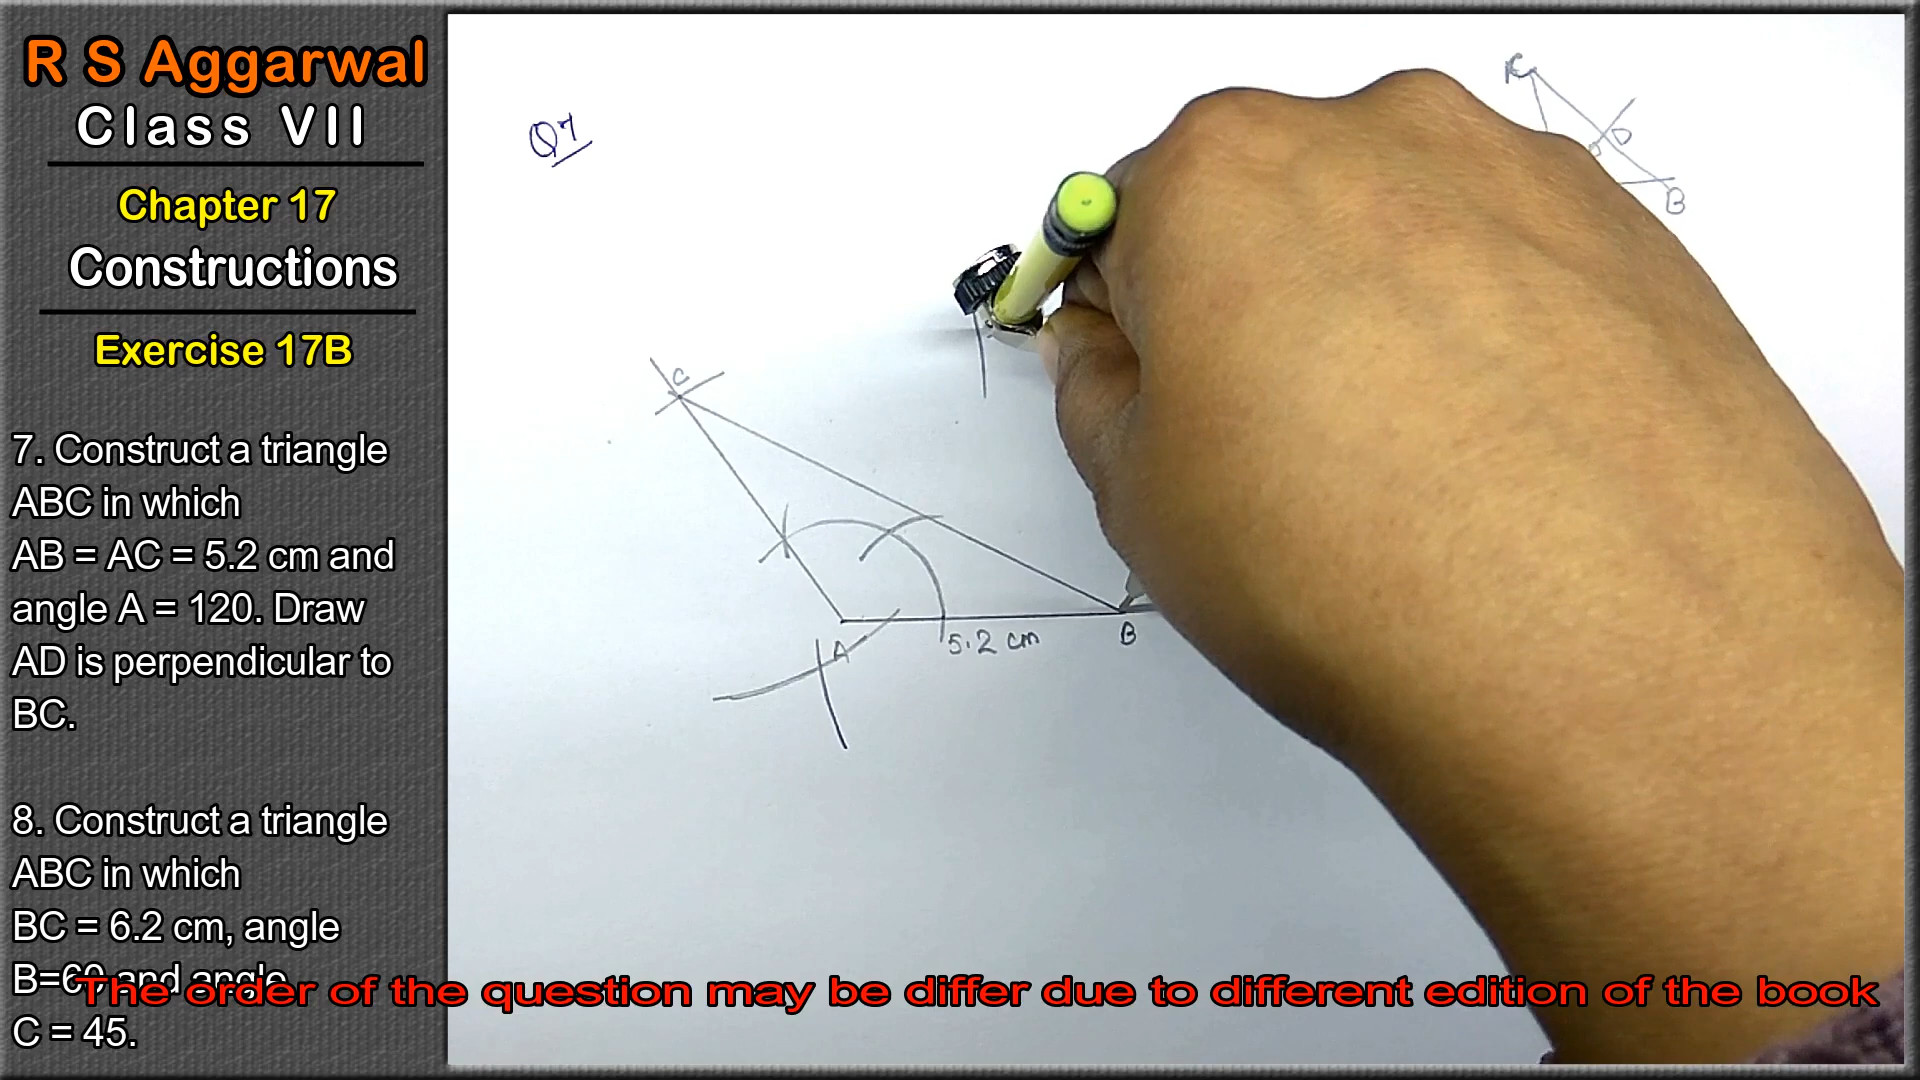 R S Aggarwal
Class VII
Chapter 17
Constructions
Exercise 17B
7. Construct a triangle
ABC in which
AB = AC = 5.2 cm and
angle A = 120. Draw
AD is perpendicular to
BC.
8. Construct a triangle
ABC in which
BC = 6.2 cm, angle
B=60 and angle
C = 45.
Q7
C
A
5.2 cm
B
D
B
The order of the question may be differ due to different edition of the book